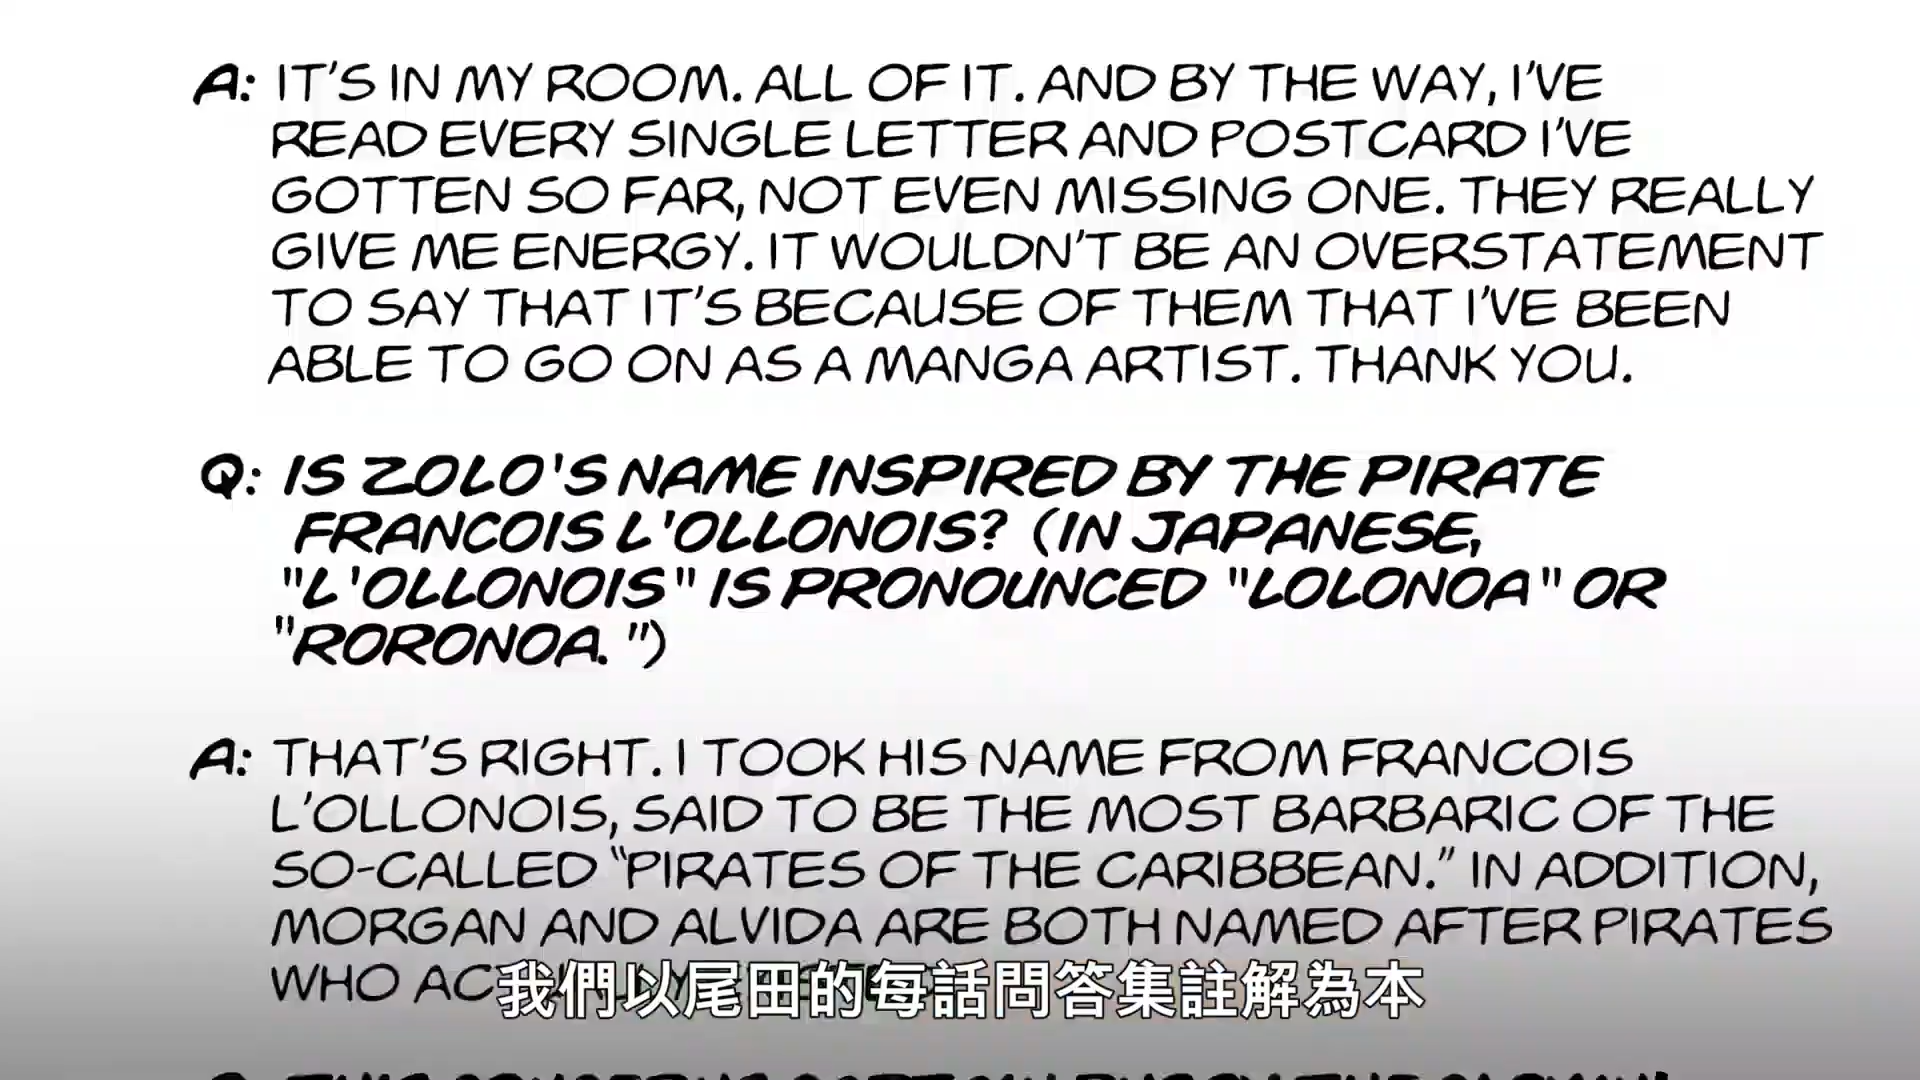 A: IT'S IN MY ROOM. ALL OF IT. AND BY THE WAY, I'VE
READ EVERY SINGLE LETTER AND POSTCARD I'VE
GOTTEN SO FAR, NOT EVEN MISSING ONE. THEY REALLY
GIVE ME ENERGY. IT WOULDN'T BE AN OVERSTATEMENT
TO SAY THAT IT'S BECAUSE OF THEM THAT I'VE BEEN
ABLE TO GO ON AS A MANGA ARTIST. THANK YOU.
Q: IS ZOLO'S NAME INSPIRED BY THE PIRATE
FRANCOIS L'OLLONOIS? (IN JAPANESE,
"L'OLLONOIS" IS PRONOUNCED "LOLONOA" OR
"RORONOA.")
A: THAT'S RIGHT. I TOOK HIS NAME FROM FRANCOIS
L'OLLONOIS, SAID TO BE THE MOST BARBARIC OF THE
SO-CALLED "PIRATES OF THE CARIBBEAN." IN ADDITION,
MORGAN AND ALVIDA ARE BOTH NAMED AFTER PIRATES
WHO
我們以尾田的每話問答集註解為本